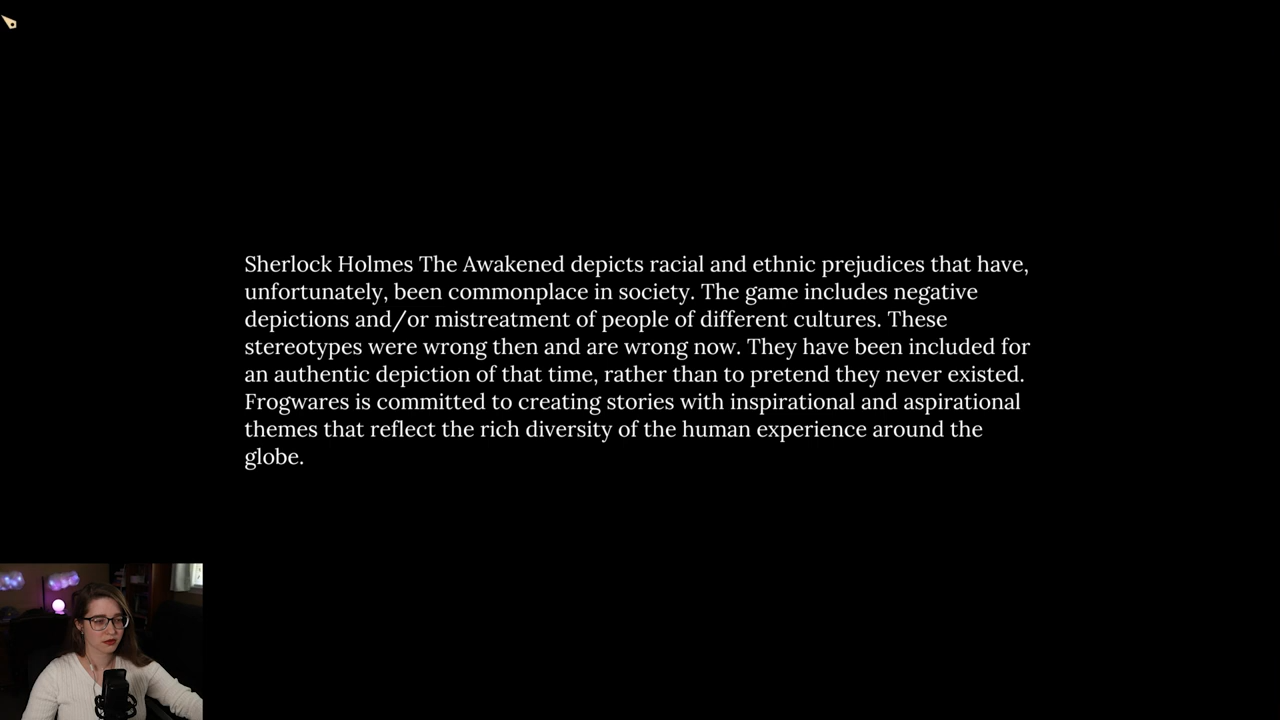 Sherlock Holmes The Awakened depicts racial and ethnic prejudices that have,
unfortunately, been commonplace in society. The game includes negative
depictions and/or mistreatment of people of different cultures. These
stereotypes were wrong then and are wrong now. They have been included for
an authentic depiction of that time, rather than to pretend they never existed.
Frogwares is committed to creating stories with inspirational and aspirational
themes that reflect the rich diversity of the human experience around the
globe.